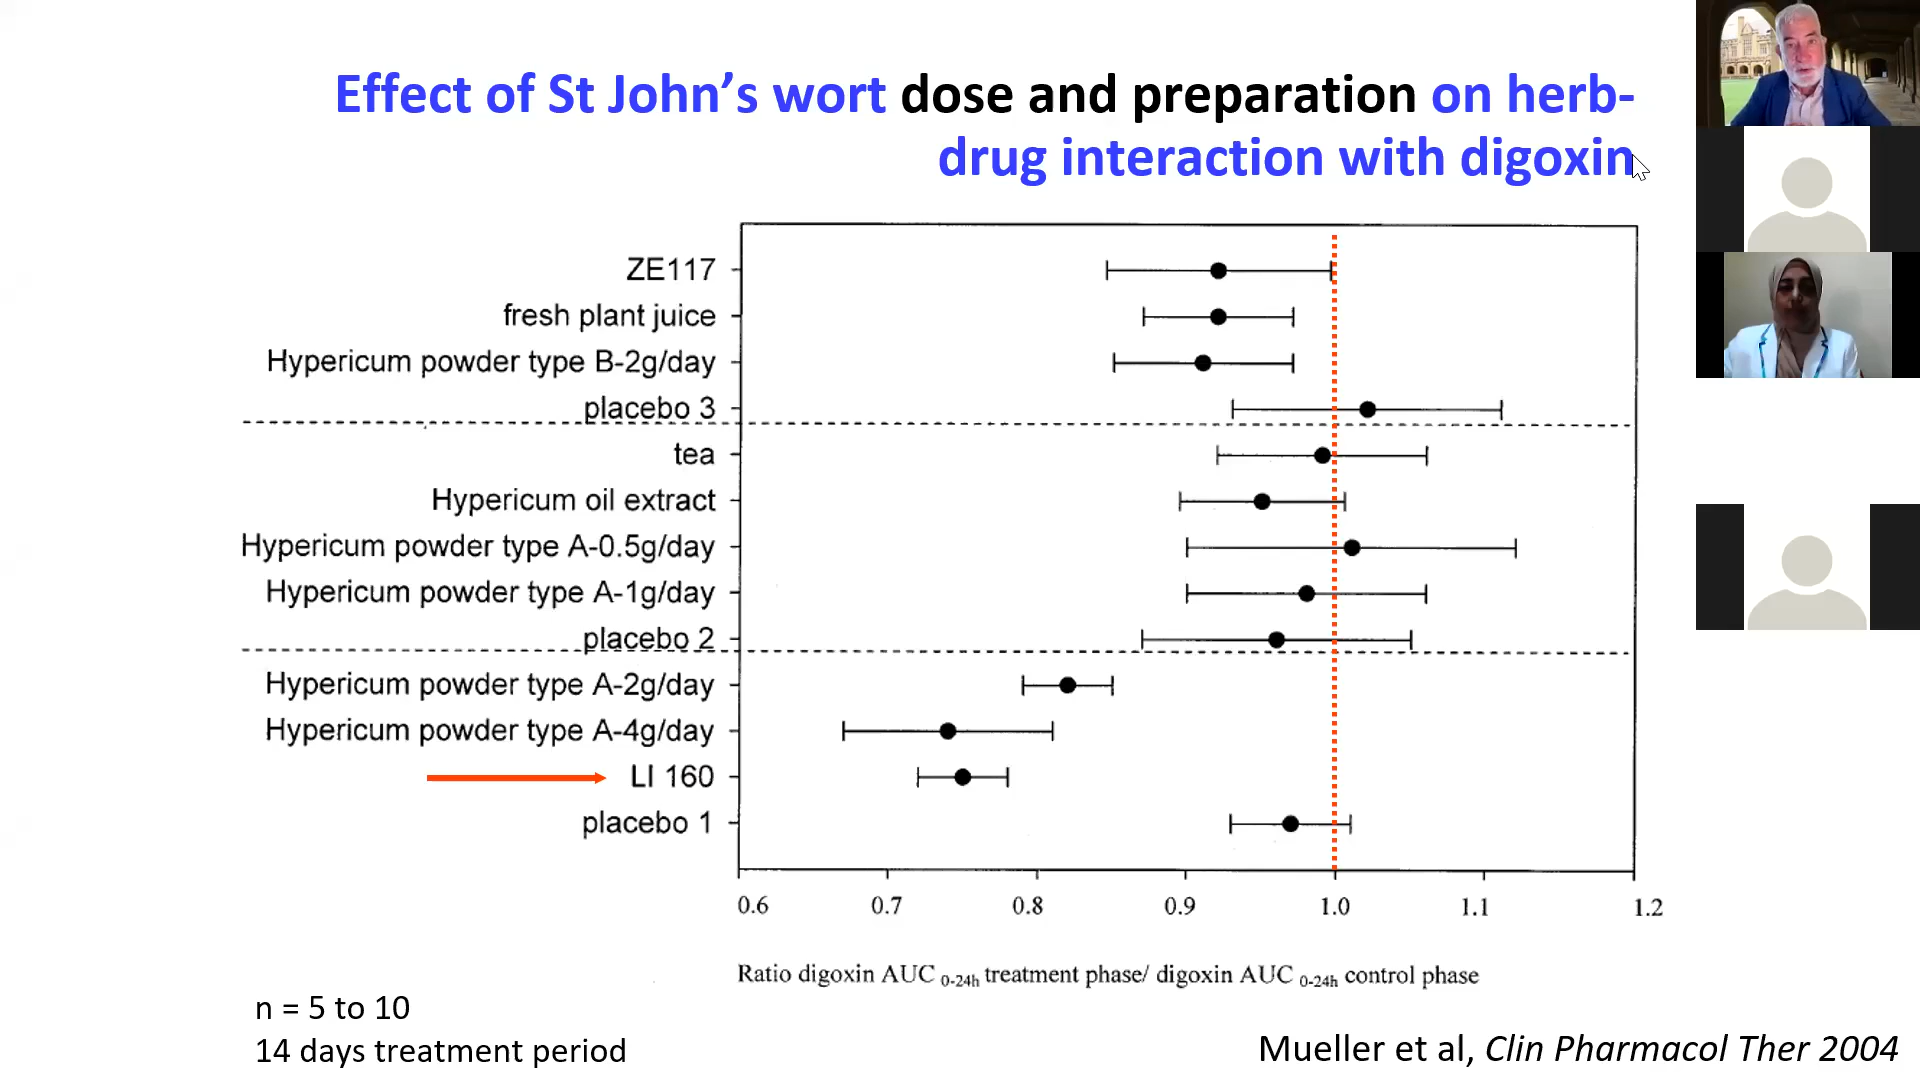 Effect of St John’s wort dose and preparation on herb-
drug interaction with digoxin
ZE117
fresh plant juice
Hypericum powder type B-2g/day
placebo 3
tea
Hypericum oil extract
Hypericum powder type A-0.5g/day
Hypericum powder type A-1g/day
placebo 2
Hypericum powder type A-2g/day
Hypericum powder type A-4g/day
LI 160
placebo 1
0.6 0.7 0.8 0.9 1.0 1.1 1.2
Ratio digoxin AUC 0-24h treatment phase/ digoxin AUC 0-24h control phase
n = 5 to 10
14 days treatment period
Mueller et al, Clin Pharmacol Ther 2004